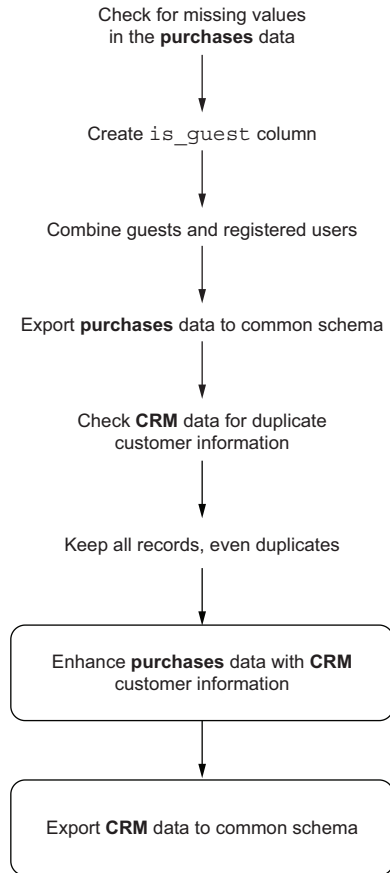 Check for missing values
in the purchases data
Create is_guest column
Combine guests and registered users
Export purchases data to common schema
Check CRM data for duplicate
customer information
Keep all records, even duplicates
Enhance purchases data with CRM
customer information
Export CRM data to common schema